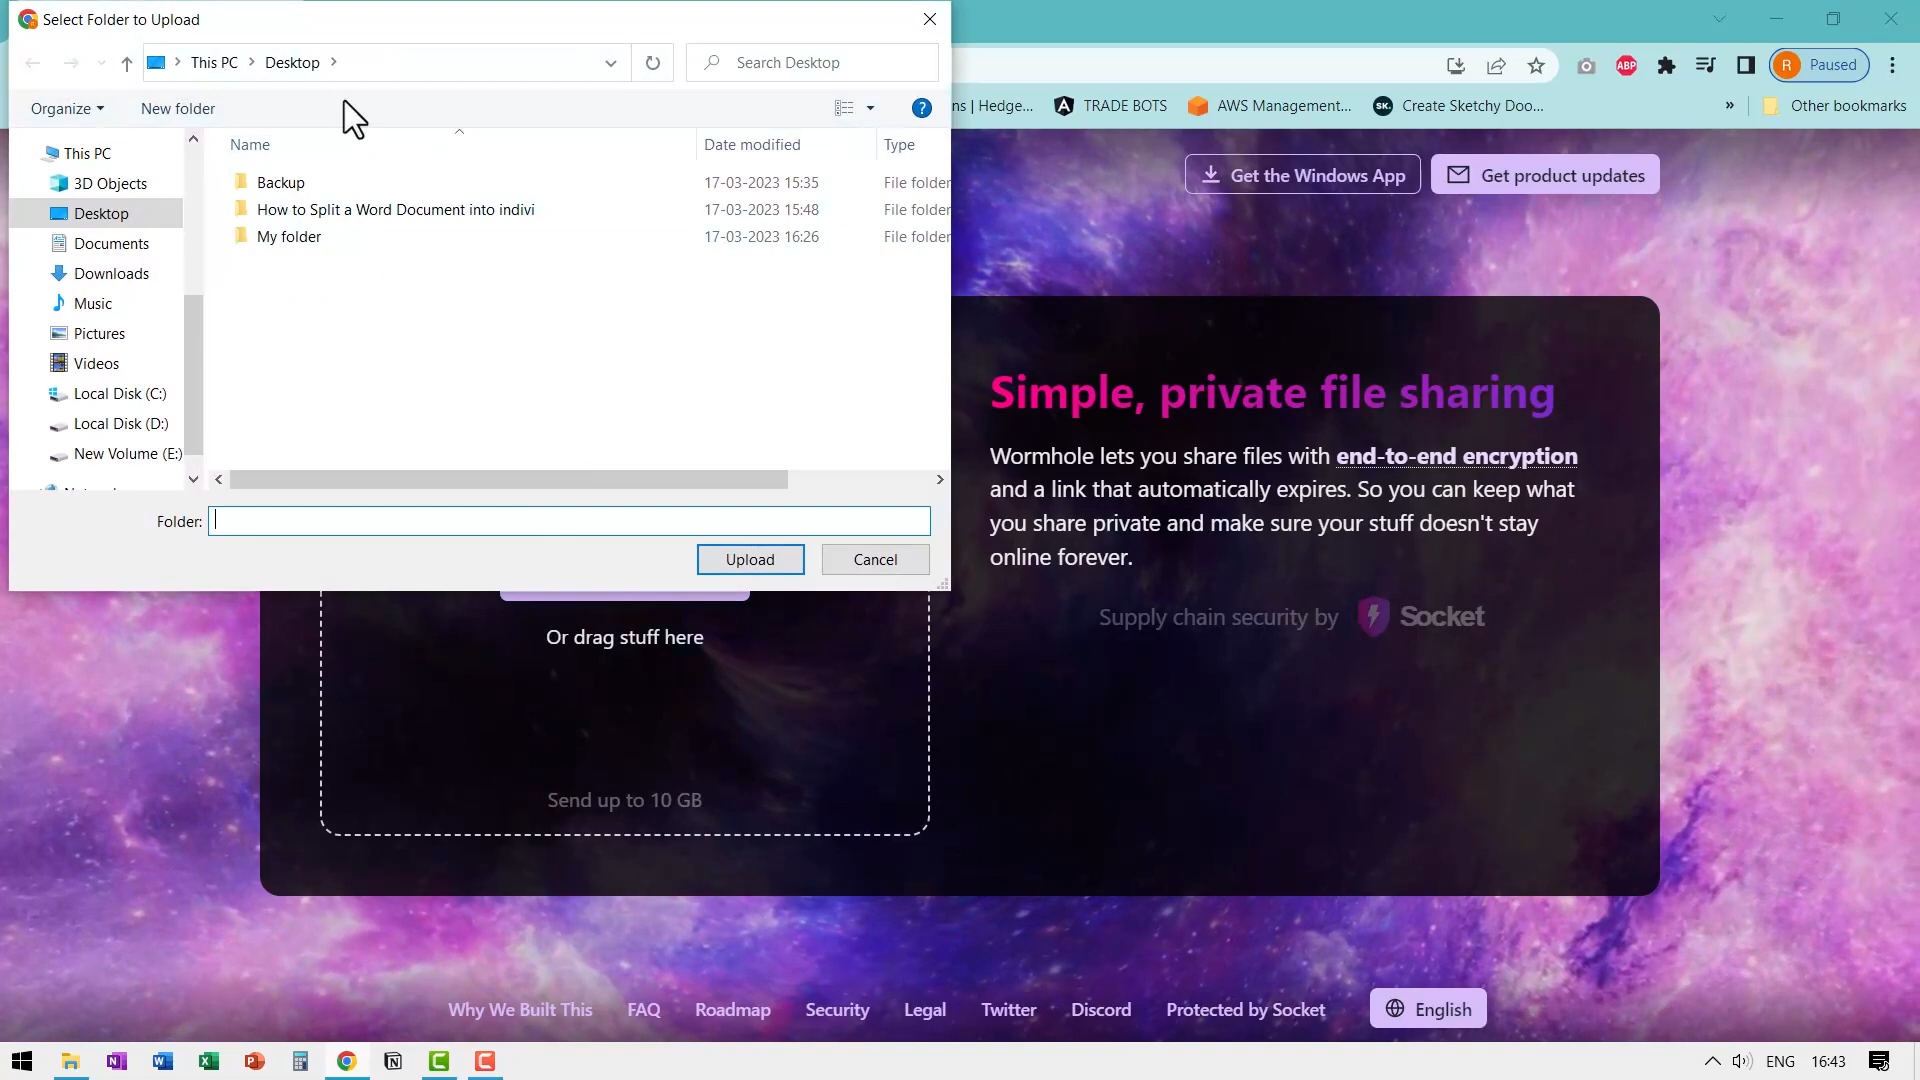 Select Folder to Upload
This PC
Desktop
Search Desktop
Paused
Organize
New folder
ns | Hedge...
TRADE BOTS
AWS Management...
SK.
Create Sketchy Doo...
»
Other bookmarks
ABP
R
Name
Date modified
Type
This PC
3D Objects
Desktop
Documents
Downloads
Music
Pictures
Videos
Local Disk (C:)
Local Disk (D:)
New Volume (E:)
Backup
17-03-2023 15:35
File folder
How to Split a Word Document into indivi
17-03-2023 15:48
File folder
My folder
17-03-2023 16:26
File folder
Folder:
Upload
Cancel
Get the Windows App
Get product updates
Simple, private file sharing
Wormhole lets you share files with end-to-end encryption
and a link that automatically expires. So you can keep what
you share private and make sure your stuff doesn't stay
online forever.
Supply chain security by
Socket
Or drag stuff here
Send up to 10 GB
Why We Built This
FAQ
Roadmap
Security
Legal
Twitter
Discord
Protected by Socket
English
ENG
16:43